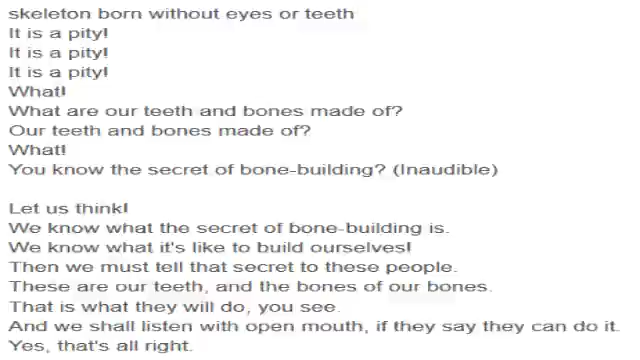 skeleton born without eyes or teeth
It is a pity!
It is a pity!
It is a pity!
What!
What are our teeth and bones made of?
Our teeth and bones made of?
What!
You know the secret of bone-building? (Inaudible)
Let us think!
We know what the secret of bone-building is.
We know what it's like to build ourselves!
Then we must tell that secret to these people.
These are our teeth, and the bones of our bones.
That is what they will do, you see.
And we shall listen with open mouth, if they say they can do it.
Yes, that's all right.